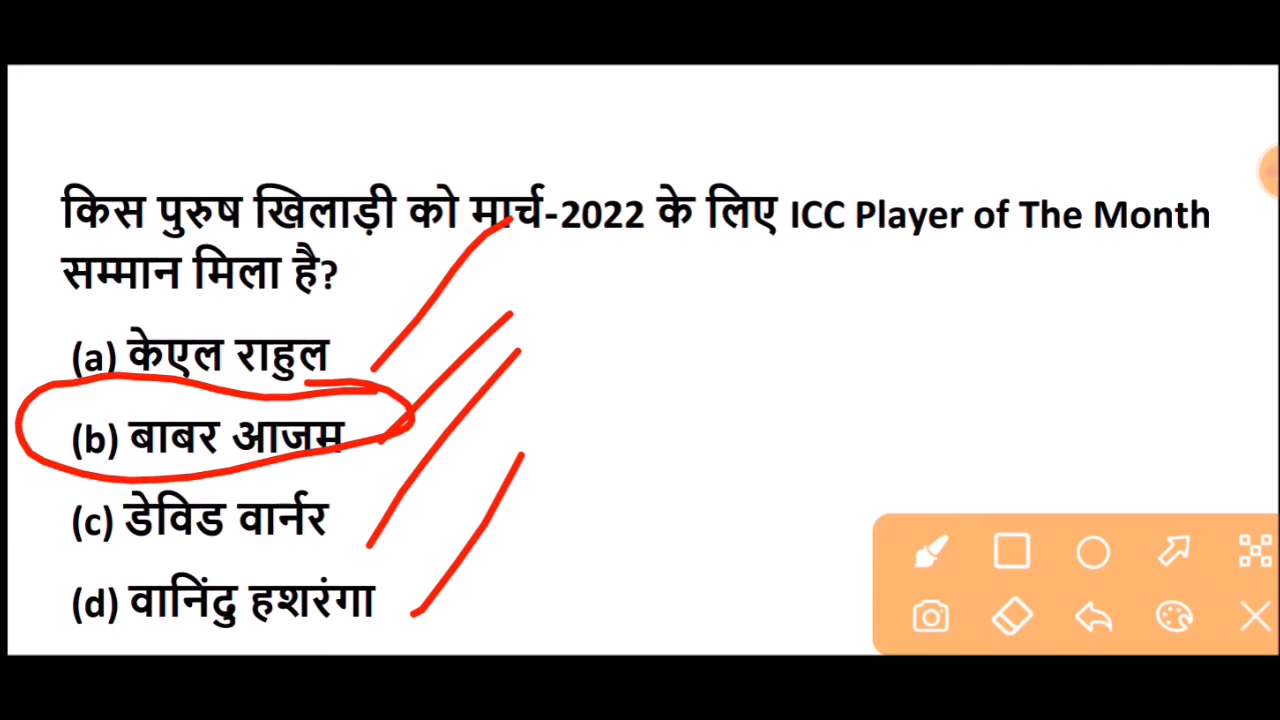 किस पुरुष खिलाड़ी को मार्च-2022 के लिए ICC Player of The Month
सम्मान मिला है?
(a) केएल राहुल
(b) बाबर आजम
(c) डेविड वार्नर
(d) वानिंदु हशरंगा